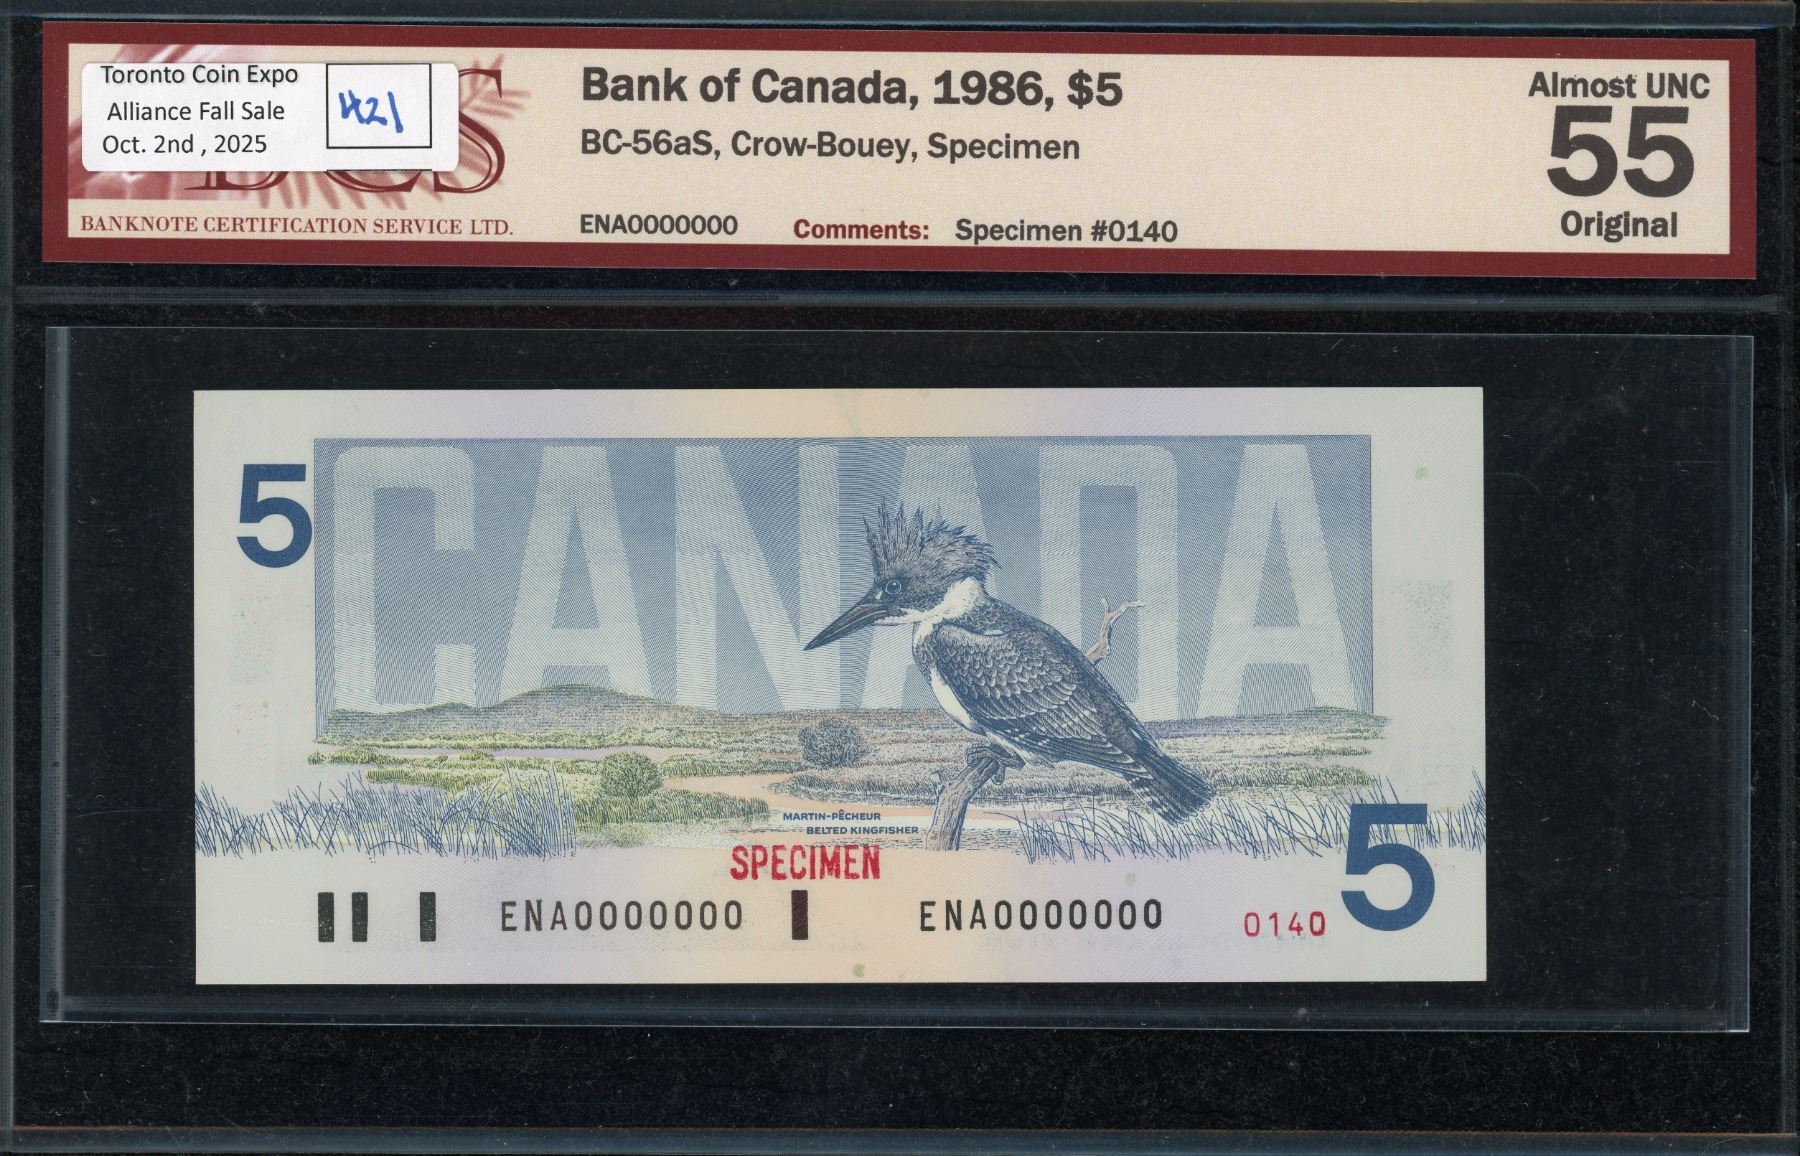 Toronto Coin Expo
Alliance Fall Sale
Oct. 2nd , 2025
421
BCS
BANKNOTE CERTIFICATION SERVICE LTD.
Bank of Canada, 1986, $5
BC-56aS, Crow-Bouey, Specimen
ENA0000000 Comments: Specimen #0140
Almost UNC
55
Original
5
CANADA
MARTIN-PÊCHEUR
BELTED KINGFISHER
SPECIMEN
ENA0000000 ENA0000000 0140
5